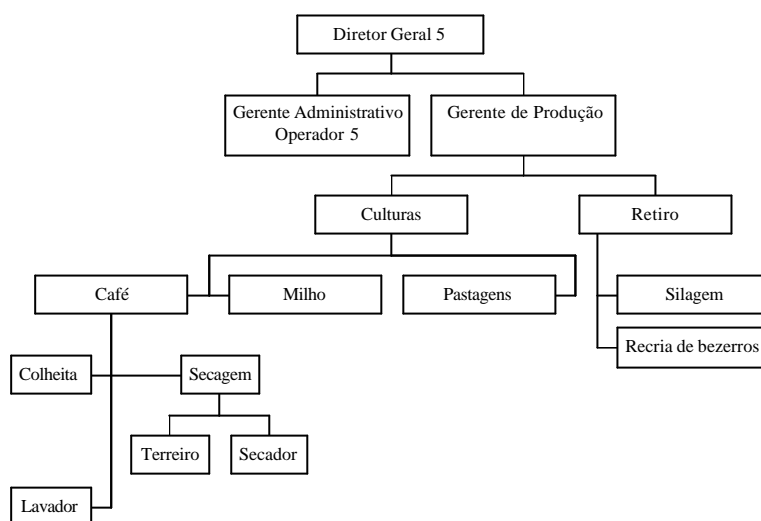 Diretor Geral 5
Gerente Administrativo
Operador 5
Gerente de Produção
Culturas
Retiro
Café
Milho
Pastagens
Silagem
Recria de bezerros
Colheita
Secagem
Terreiro
Secador
Lavador